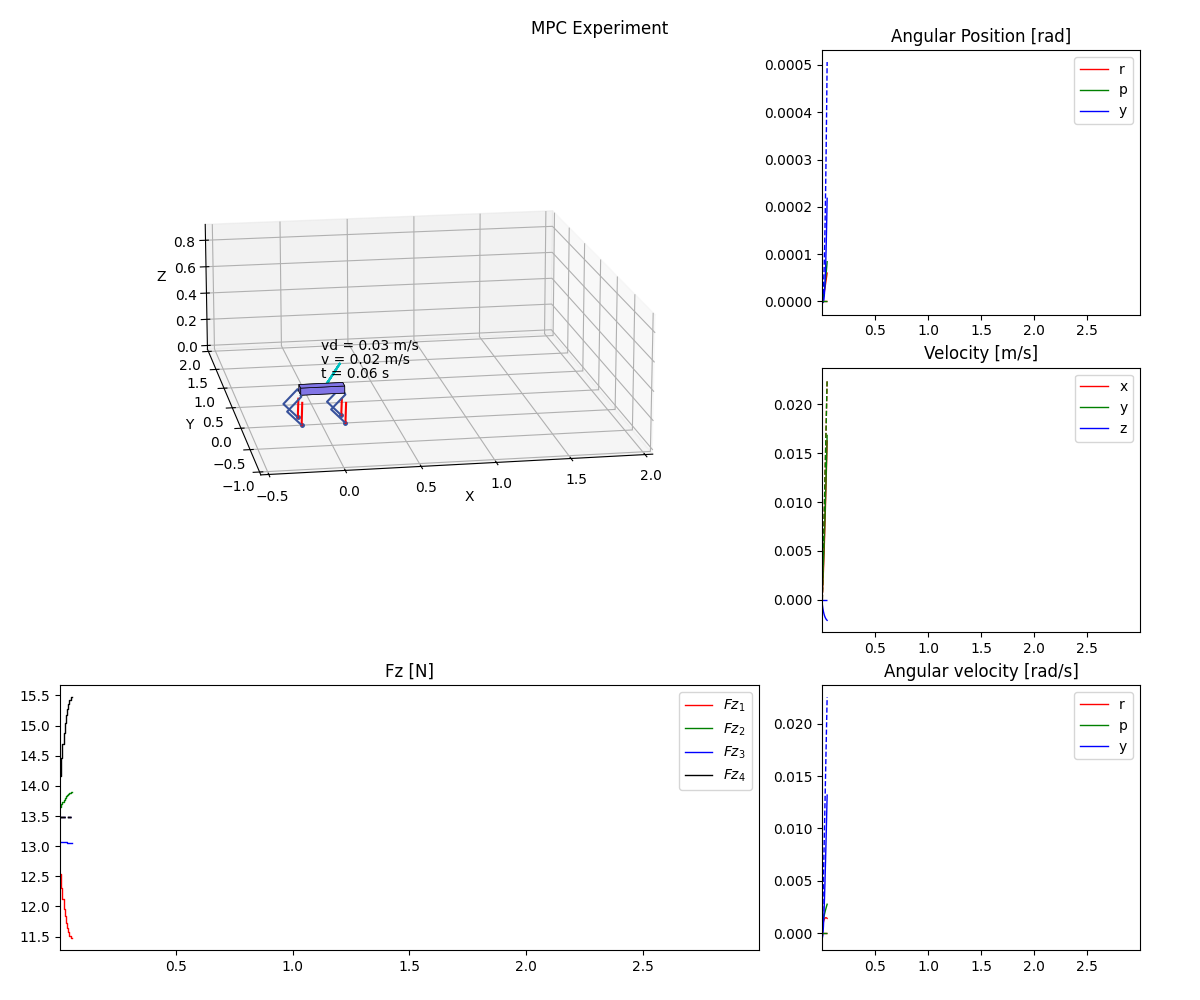 MPC Experiment
Z
0.8
0.6
0.4
0.2
0.0
2.0
1.5
1.0
0.5
0.0
−0.5
−1.0
Y
vd = 0.03 m/s
v = 0.02 m/s
t = 0.06 s
−0.5
0.0
0.5
1.0
1.5
2.0
X
Angular Position [rad]
0.0005
0.0004
0.0003
0.0002
0.0001
0.0000
r
p
y
0.5 1.0 1.5 2.0 2.5
Velocity [m/s]
0.020
0.015
0.010
0.005
0.000
x
y
z
0.5 1.0 1.5 2.0 2.5
Fz [N]
15.5
15.0
14.5
14.0
13.5
13.0
12.5
12.0
11.5
Fz₁
Fz₂
Fz₃
Fz₄
0.5 1.0 1.5 2.0 2.5
Angular velocity [rad/s]
0.020
0.015
0.010
0.005
0.000
r
p
y
0.5 1.0 1.5 2.0 2.5